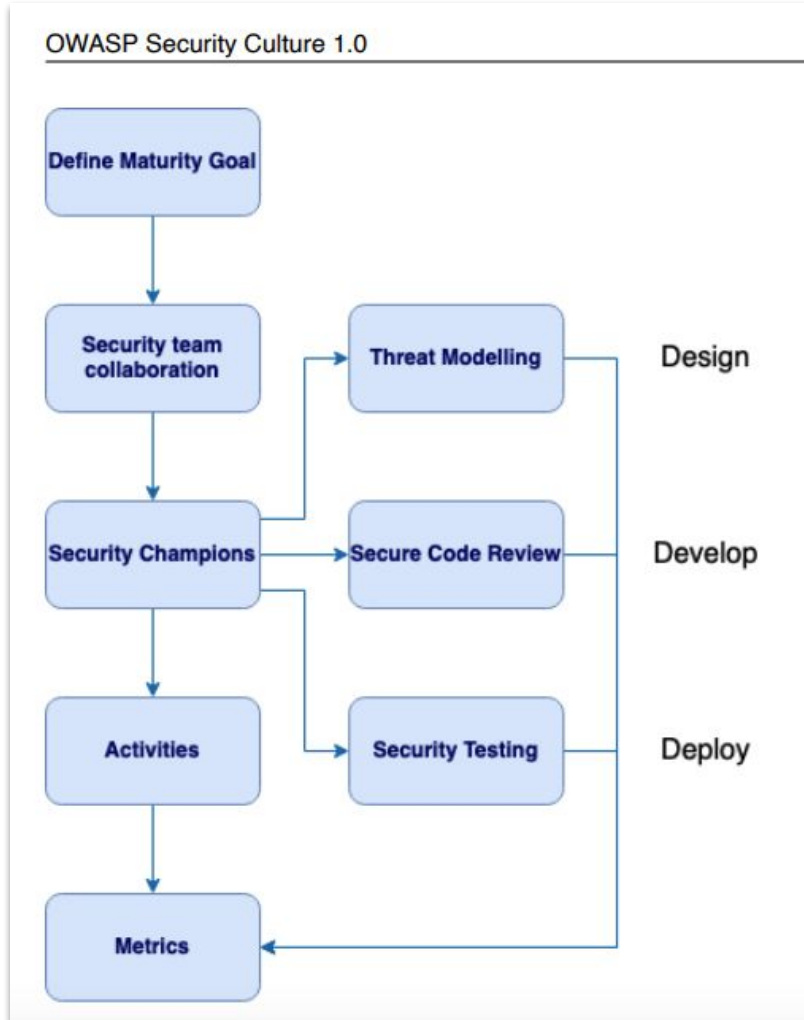 OWASP Security Culture 1.0
Define Maturity Goal
Security team
collaboration
Threat Modelling
Design
Security Champions
Secure Code Review
Develop
Activities
Security Testing
Deploy
Metrics